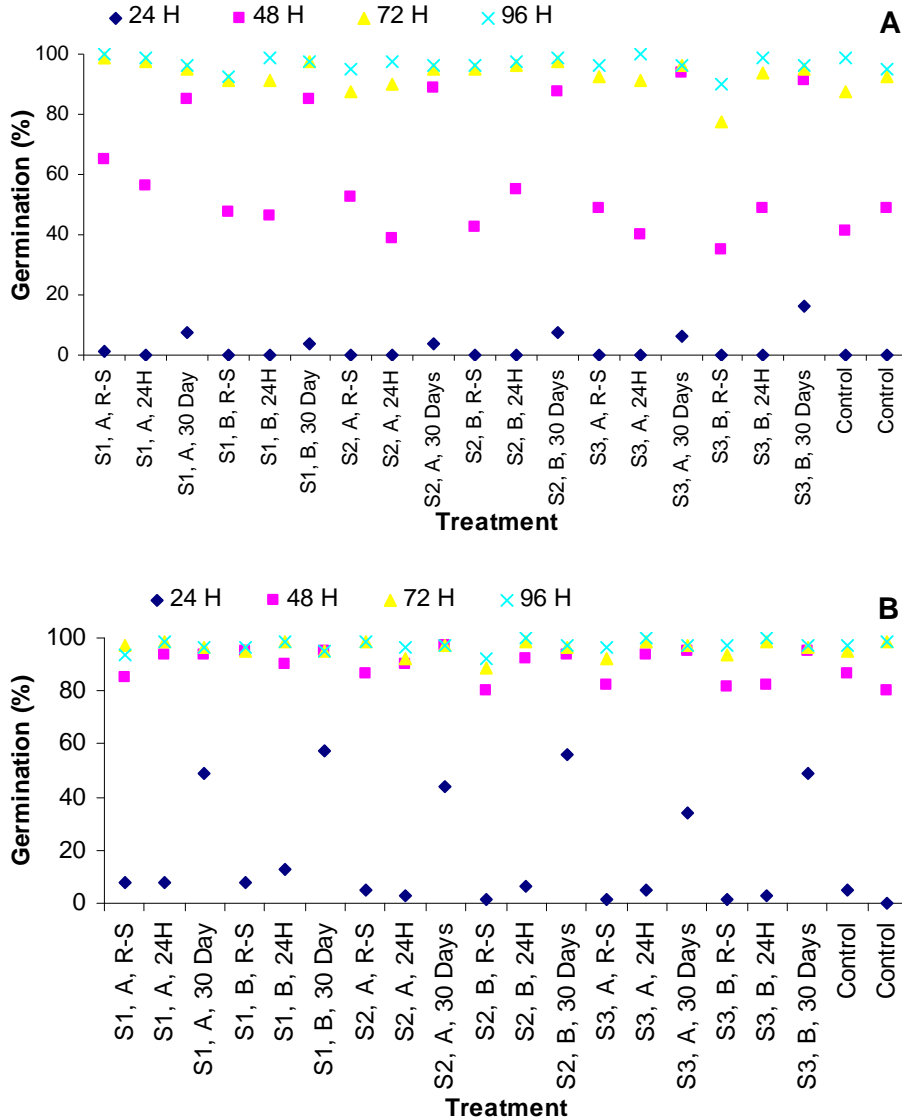 24 H 48 H 72 H 96 H
A
Germination (%)
100
80
60
40
20
0
S1, A, R-S
S1, A, 24H
S1, A, 30 Day
S1, B, R-S
S1, B, 24H
S1, B, 30 Day
S2, A, R-S
S2, A, 24H
S2, A, 30 Days
S2, B, R-S
S2, B, 24H
S2, B, 30 Days
S3, A, R-S
S3, A, 24H
S3, A, 30 Days
S3, B, R-S
S3, B, 24H
S3, B, 30 Days
Control
Control
Treatment
24 H 48 H 72 H 96 H
B
Germination (%)
100
80
60
40
20
0
S1, A, R-S
S1, A, 24H
S1, A, 30 Day
S1, B, R-S
S1, B, 24H
S1, B, 30 Day
S2, A, R-S
S2, A, 24H
S2, A, 30 Days
S2, B, R-S
S2, B, 24H
S2, B, 30 Days
S3, A, R-S
S3, A, 24H
S3, A, 30 Days
S3, B, R-S
S3, B, 24H
S3, B, 30 Days
Control
Control
Treatment